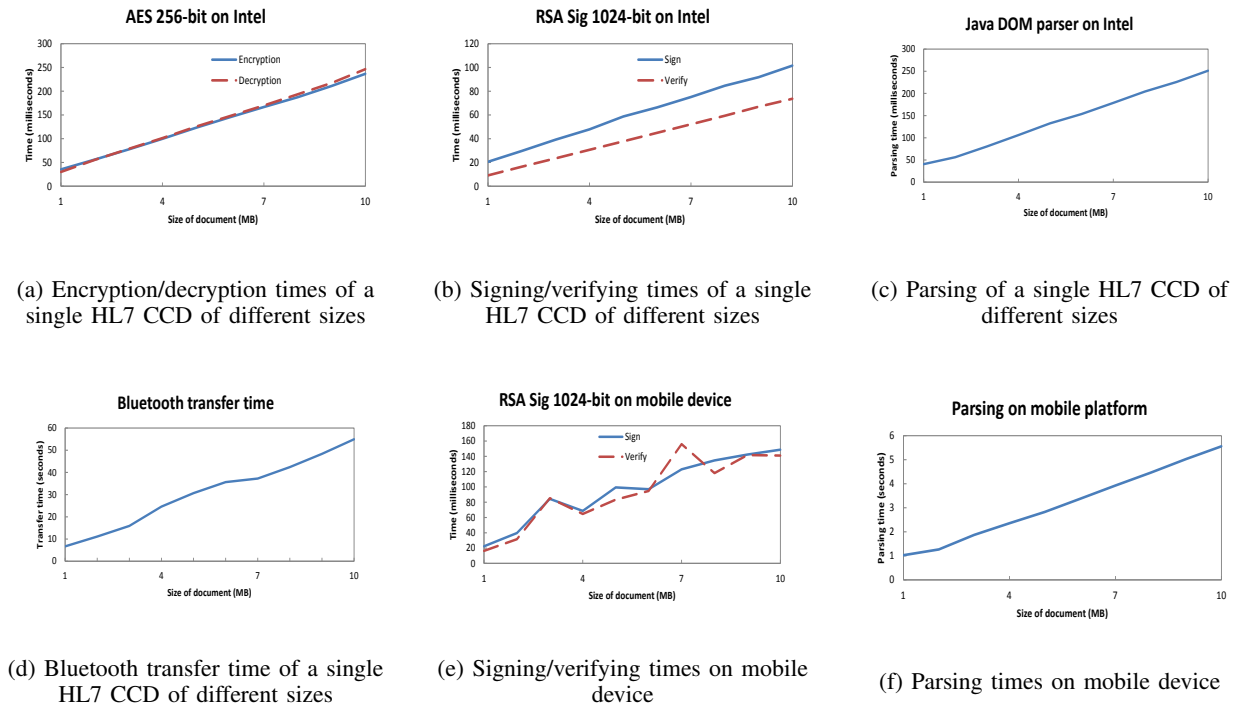 AES 256-bit on Intel
300
250
200
150
100
50
0
Time (milliseconds)
Encryption
Decryption
1 4 7 10
Size of document (MB)
(a) Encryption/decryption times of a
single HL7 CCD of different sizes
RSA Sig 1024-bit on Intel
120
100
80
60
40
20
0
Time (milliseconds)
Sign
Verify
1 4 7 10
Size of document (MB)
(b) Signing/verifying times of a single
HL7 CCD of different sizes
Java DOM parser on Intel
300
250
200
150
100
50
0
Parsing time (milliseconds)
1 4 7 10
Size of document (MB)
(c) Parsing of a single HL7 CCD of
different sizes
Bluetooth transfer time
60
50
40
30
20
10
0
Transfer time (seconds)
1 4 7 10
Size of document (MB)
(d) Bluetooth transfer time of a single
HL7 CCD of different sizes
RSA Sig 1024-bit on mobile device
180
160
140
120
100
80
60
40
20
0
Time (milliseconds)
Sign
Verify
1 4 7 10
Size of document (MB)
(e) Signing/verifying times on mobile
device
Parsing on mobile platform
6
5
4
3
2
1
0
Parsing time (seconds)
1 4 7 10
Size of document (MB)
(f) Parsing times on mobile device